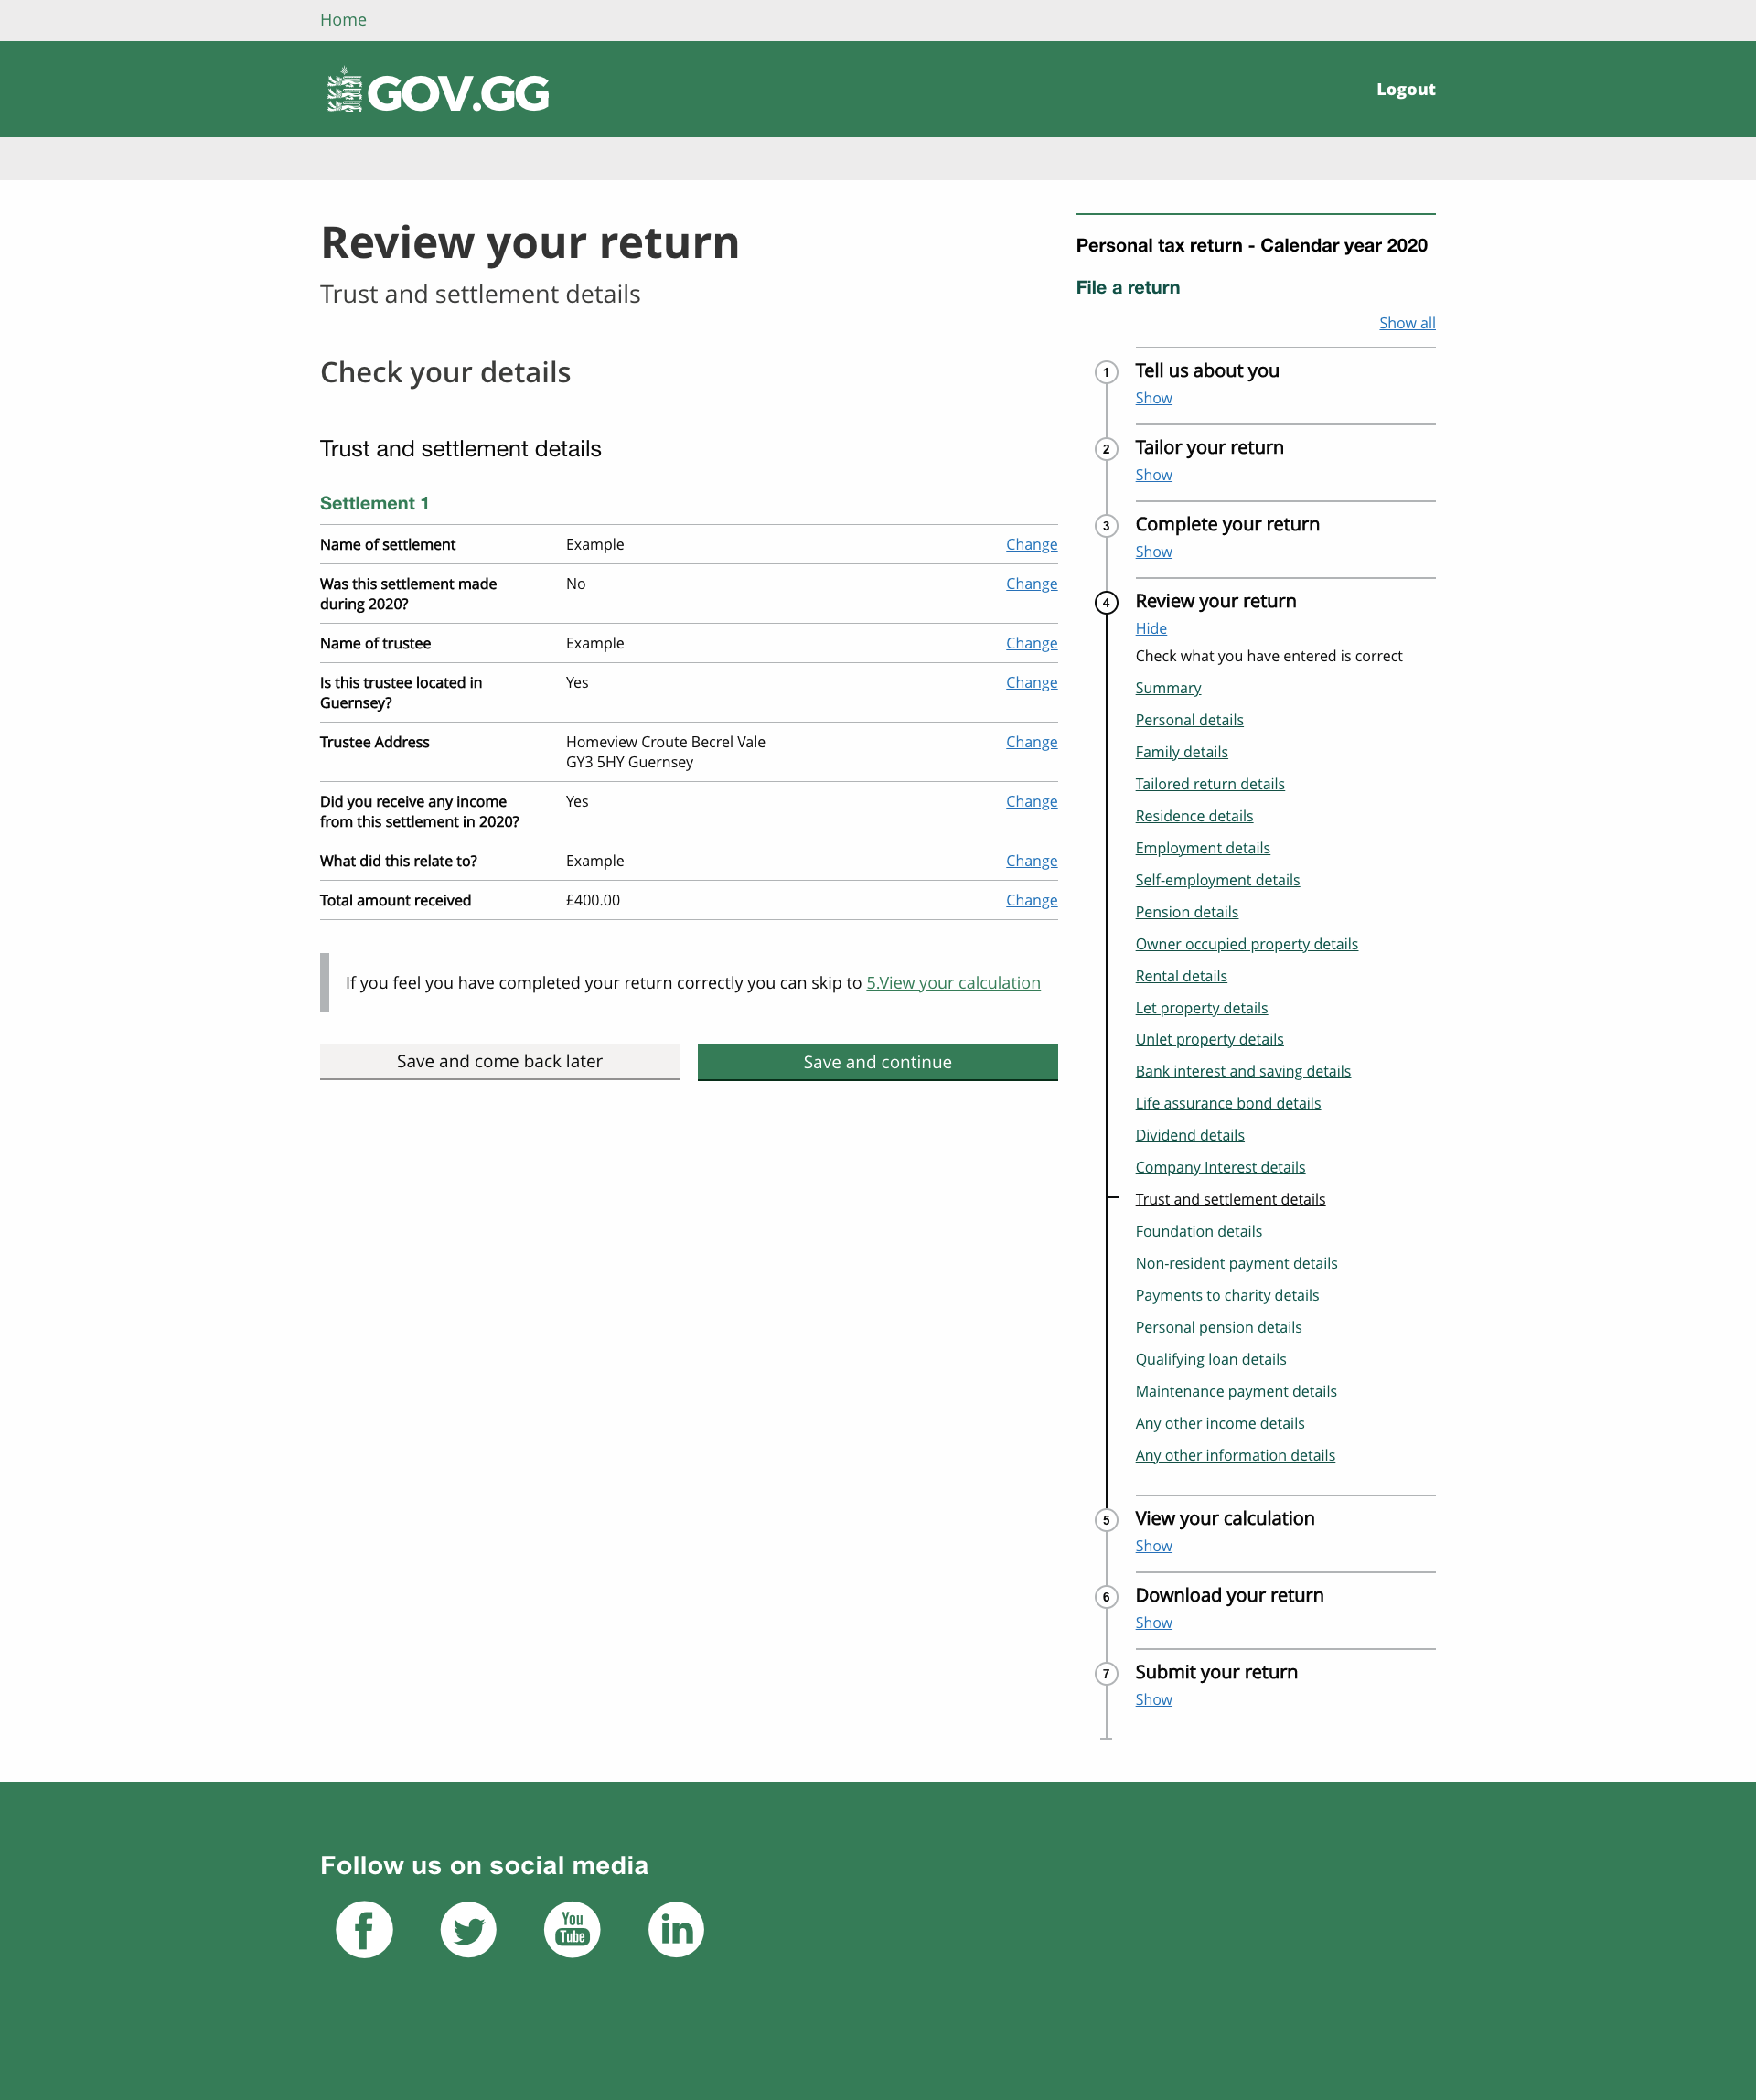 Home
GOV.GG
Logout
Review your return
Trust and settlement details
Check your details
Trust and settlement details
Settlement 1
Name of settlement Example Change
Was this settlement made No Change
during 2020?
Name of trustee Example Change
Is this trustee located in Yes Change
Guernsey?
Trustee Address Homeview Croute Becrel Vale Change
GY3 5HY Guernsey
Did you receive any income Yes Change
from this settlement in 2020?
What did this relate to? Example Change
Total amount received £400.00 Change
If you feel you have completed your return correctly you can skip to 5.View your calculation
Save and come back later
Save and continue
Personal tax return - Calendar year 2020
File a return
Show all
1 Tell us about you
Show
2 Tailor your return
Show
3 Complete your return
Show
4 Review your return
Hide
Check what you have entered is correct
Summary
Personal details
Family details
Tailored return details
Residence details
Employment details
Self-employment details
Pension details
Owner occupied property details
Rental details
Let property details
Unlet property details
Bank interest and saving details
Life assurance bond details
Dividend details
Company Interest details
Trust and settlement details
Foundation details
Non-resident payment details
Payments to charity details
Personal pension details
Qualifying loan details
Maintenance payment details
Any other income details
Any other information details
5 View your calculation
Show
6 Download your return
Show
7 Submit your return
Show
Follow us on social media
f
You
Tube
in